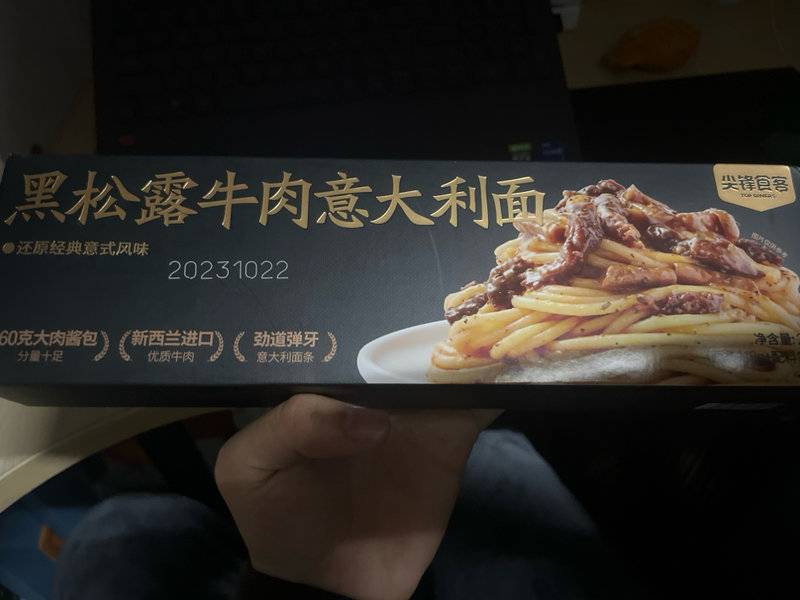 黑松露牛肉意大利面
尖锋食客
还原经典意式风味
20231022
60克大肉酱包
分量十足
新西兰进口
优质牛肉
劲道弹牙
意大利面条
净含量: